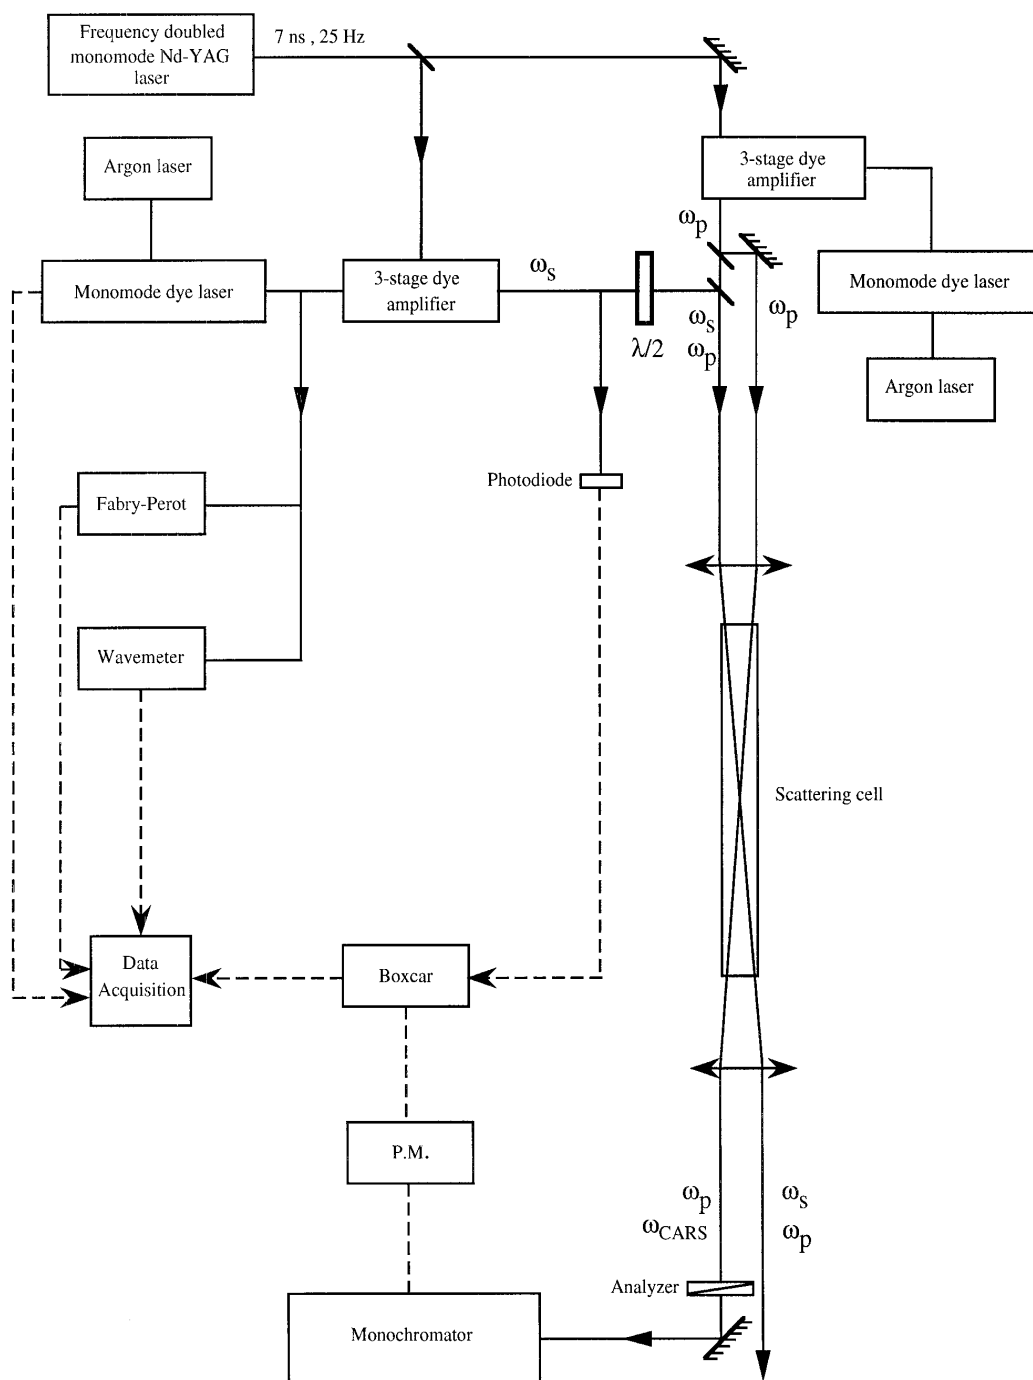 Frequency doubled
monomode Nd-YAG
laser
7 ns , 25 Hz
Argon laser
3-stage dye
amplifier
ωp
Monomode dye laser
3-stage dye
amplifier
ωs
λ/2
ωs
ωp
ωp
Monomode dye laser
Argon laser
Fabry-Perot
Photodiode
Wavemeter
Scattering cell
Data
Acquisition
Boxcar
P.M.
ωp
ωCARS
ωs
ωp
Analyzer
Monochromator